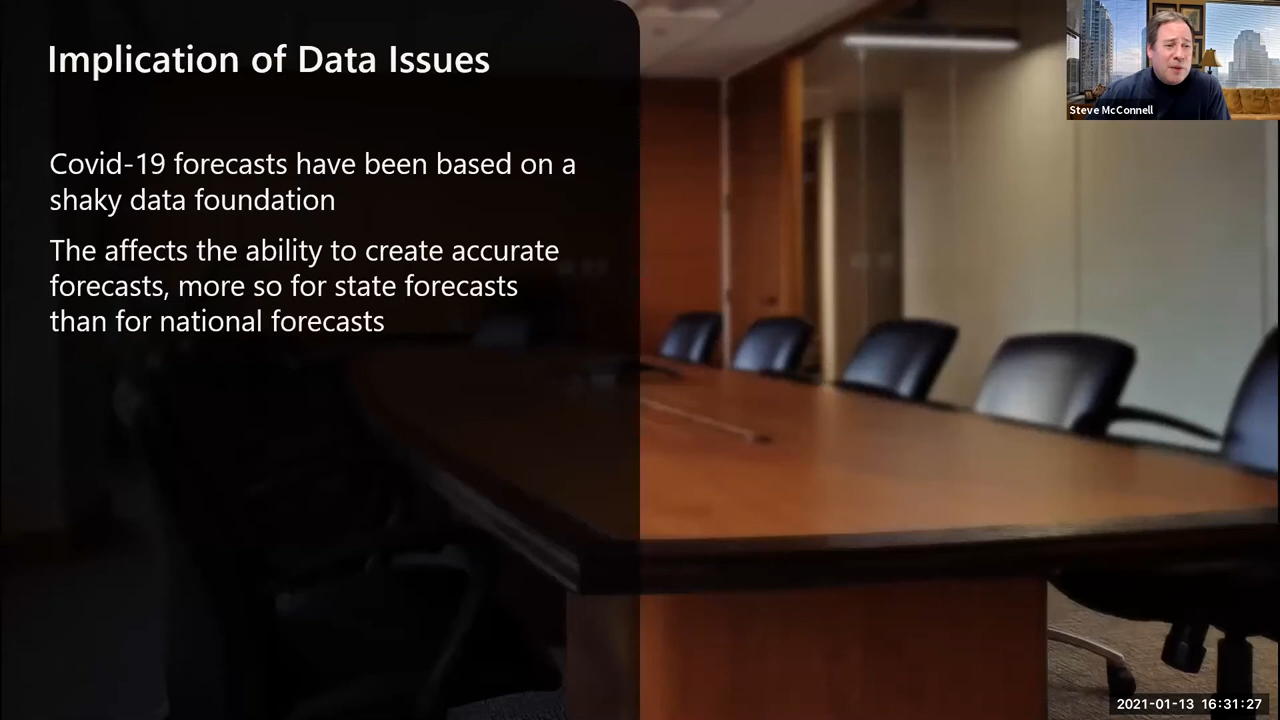 Implication of Data Issues
Covid-19 forecasts have been based on a
shaky data foundation
The affects the ability to create accurate
forecasts, more so for state forecasts
than for national forecasts
Steve McConnell
2021-01-13 16:31:27